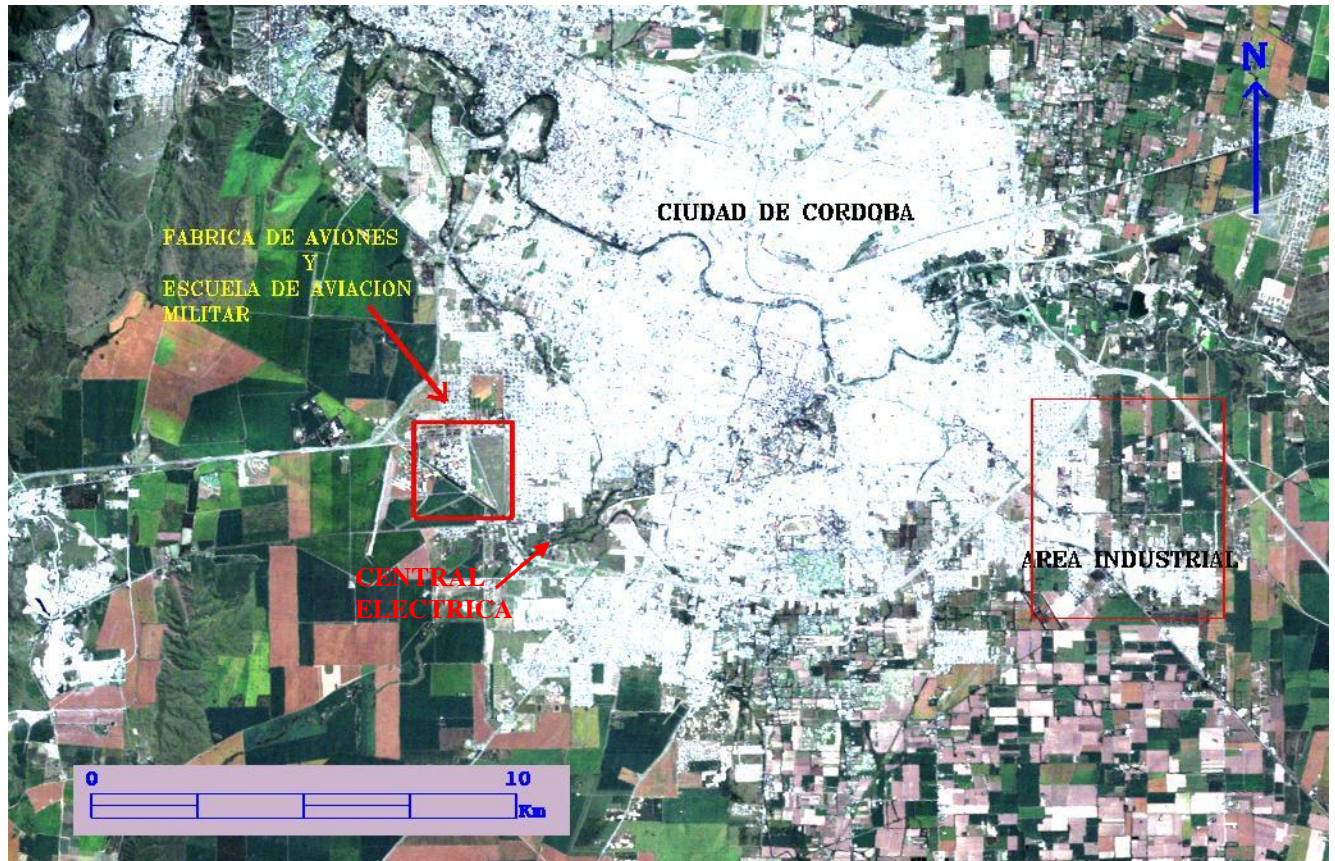 N
CIUDAD DE CORDOBA
FABRICA DE AVIONES
Y
ESCUELA DE AVIACION
MILITAR
AREA INDUSTRIAL
CENTRAL
ELECTRICA
0 10
Km